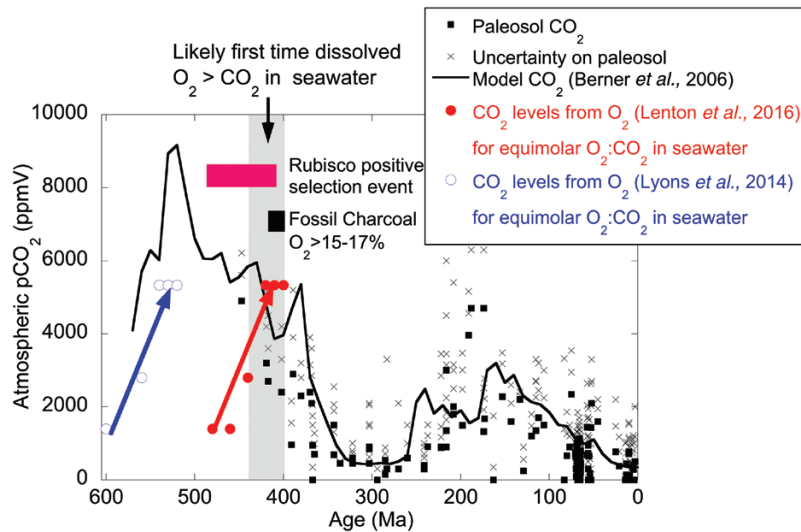 Likely first time dissolved
O₂ > CO₂ in seawater
Paleosol CO₂
Uncertainty on paleosol
Model CO₂ (Berner et al., 2006)
CO₂ levels from O₂ (Lenton et al., 2016)
for equimolar O₂:CO₂ in seawater
CO₂ levels from O₂ (Lyons et al., 2014)
for equimolar O₂:CO₂ in seawater
Rubisco positive
selection event
Fossil Charcoal
O₂>15-17%
Atmospheric pCO₂ (ppmV)
10000
8000
6000
4000
2000
0
600 500 400 300 200 100 0
Age (Ma)